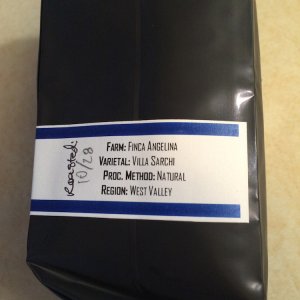 Roasted:
10/28
Farm: Finca Angelina
Varietal: Villa Sarchi
Proc. Method: Natural
Region: West Valley